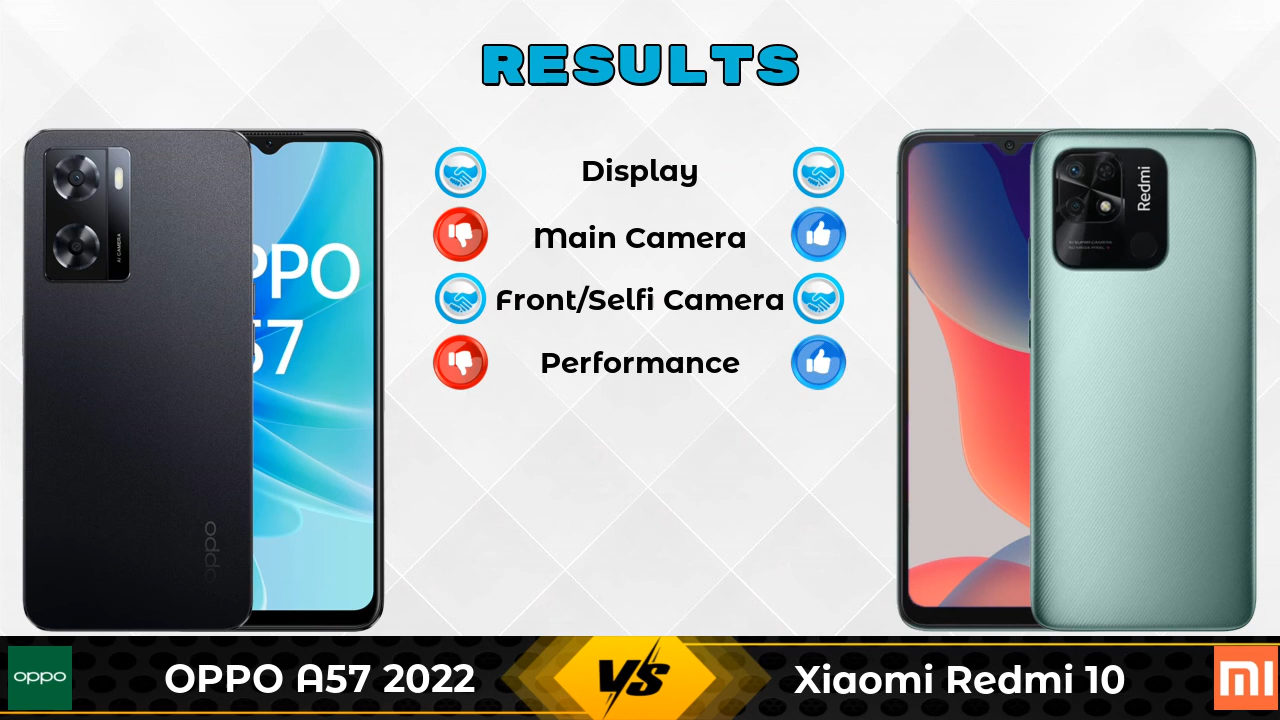 RESULTS
Display
Main Camera
Front/Selfi Camera
Performance
AI CAMERA
oppo
PPO
57
Redmi
oppo
OPPO A57 2022
VS
Xiaomi Redmi 10
MI